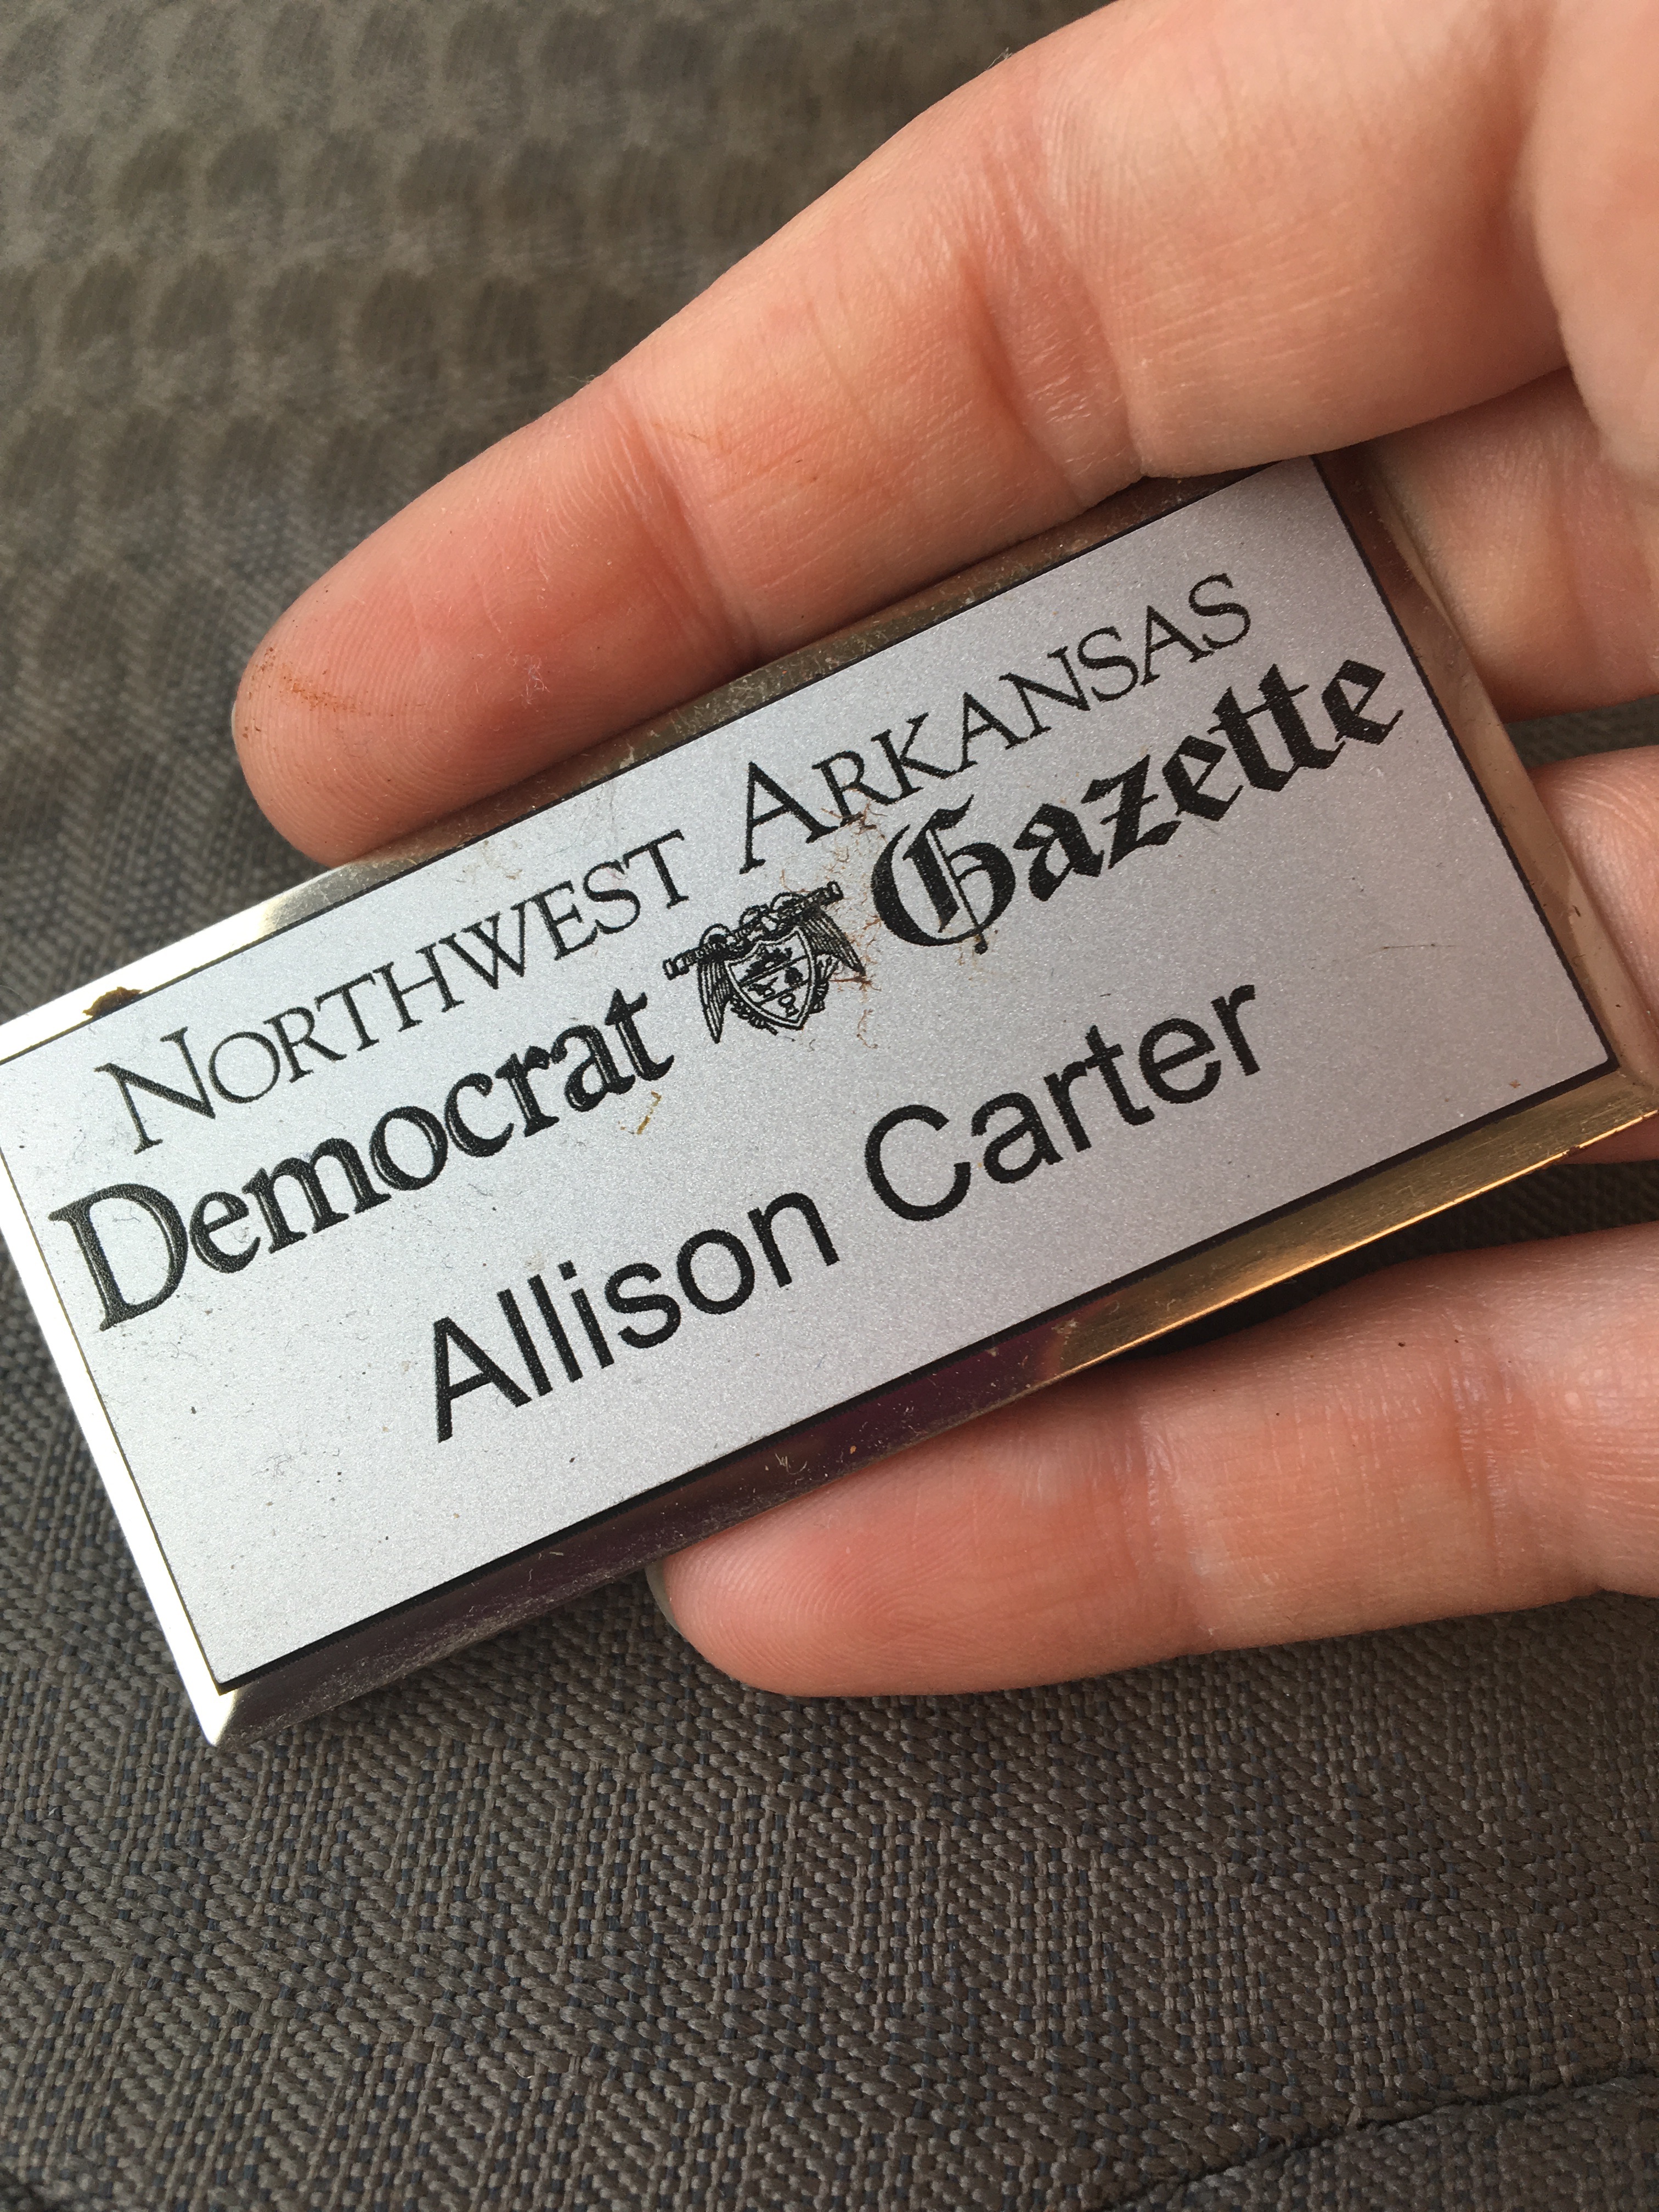 NORTHWEST ARKANSAS
Democrat Gazette
Allison Carter